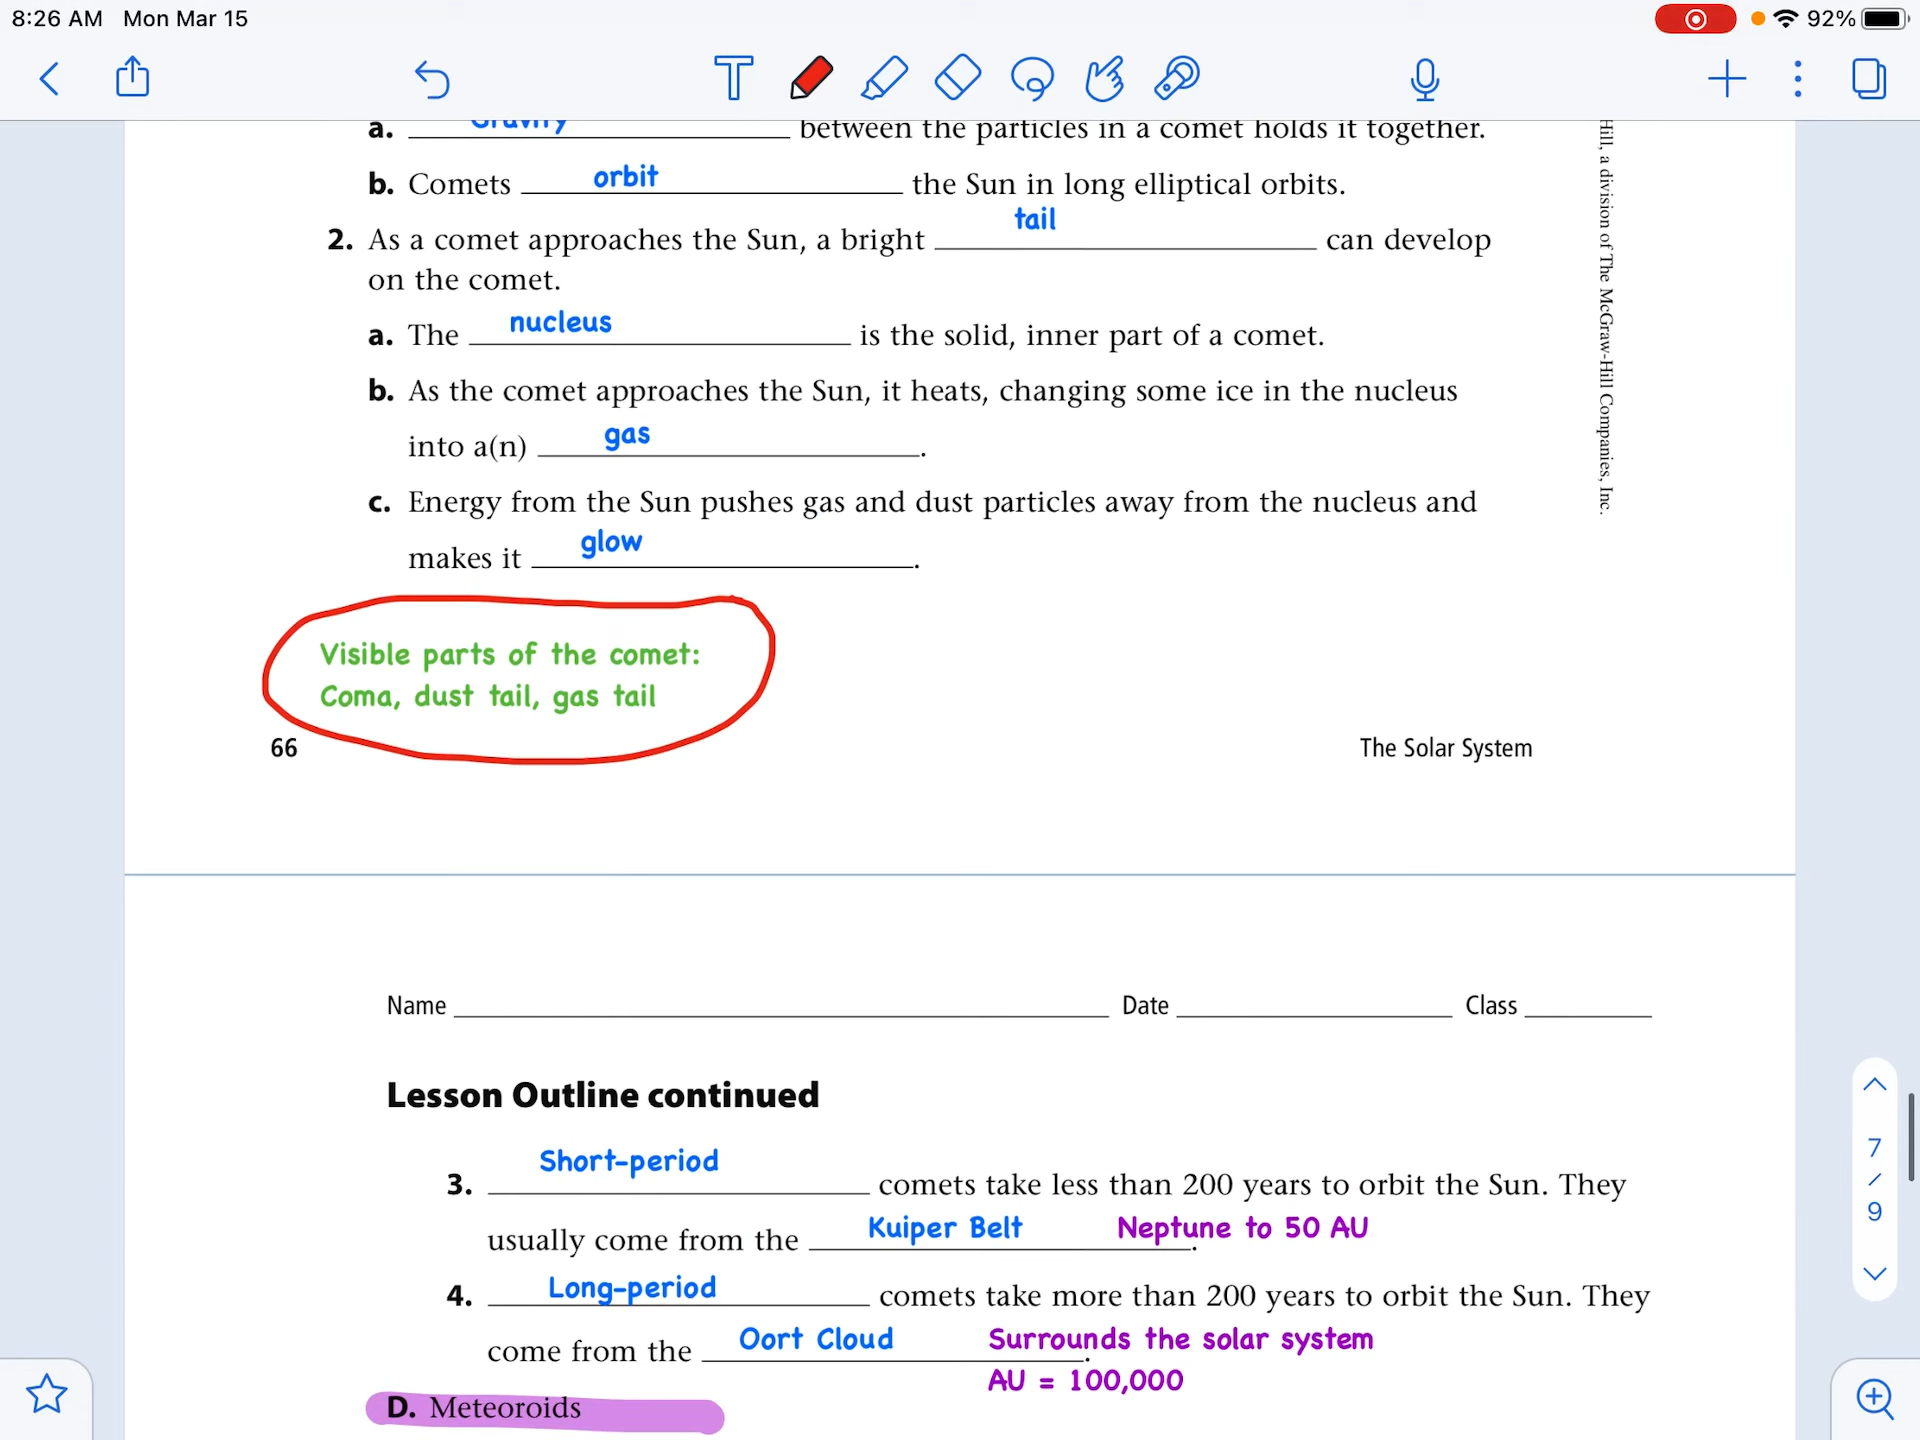 8:26 AM Mon Mar 15
92%
a. Gravity between the particles in a comet holds it together.
b. Comets orbit the Sun in long elliptical orbits.
tail
2. As a comet approaches the Sun, a bright can develop
on the comet.
a. The nucleus is the solid, inner part of a comet.
b. As the comet approaches the Sun, it heats, changing some ice in the nucleus
into a(n) gas.
c. Energy from the Sun pushes gas and dust particles away from the nucleus and
makes it glow.
Visible parts of the comet:
Coma, dust tail, gas tail
66
The Solar System
Hill, a division of The McGraw-Hill Companies, Inc.
Name Date Class
Lesson Outline continued
Short-period
3. comets take less than 200 years to orbit the Sun. They
usually come from the Kuiper Belt. Neptune to 50 AU
4. Long-period comets take more than 200 years to orbit the Sun. They
come from the Oort Cloud. Surrounds the solar system
AU = 100,000
D. Meteoroids
7
/
9